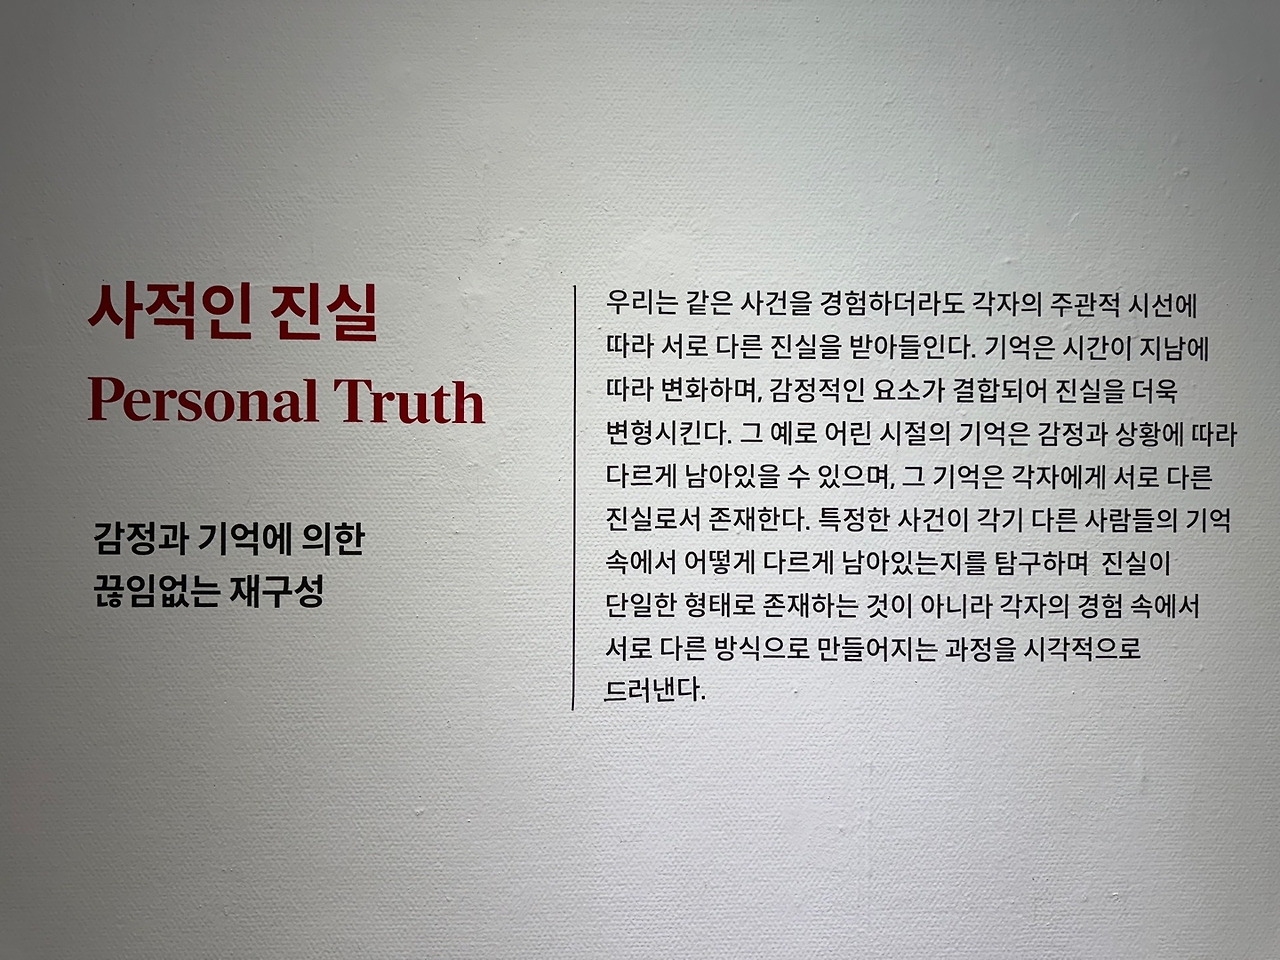 사적인 진실
Personal Truth
감정과 기억에 의한
끊임없는 재구성
우리는 같은 사건을 경험하더라도 각자의 주관적 시선에
따라 서로 다른 진실을 받아들인다. 기억은 시간이 지남에
따라 변화하며, 감정적인 요소가 결합되어 진실을 더욱
변형시킨다. 그 예로 어린 시절의 기억은 감정과 상황에 따라
다르게 남아있을 수 있으며, 그 기억은 각자에게 서로 다른
진실로서 존재한다. 특정한 사건이 각기 다른 사람들의 기억
속에서 어떻게 다르게 남아있는지를 탐구하며 진실이
단일한 형태로 존재하는 것이 아니라 각자의 경험 속에서
서로 다른 방식으로 만들어지는 과정을 시각적으로
드러낸다.